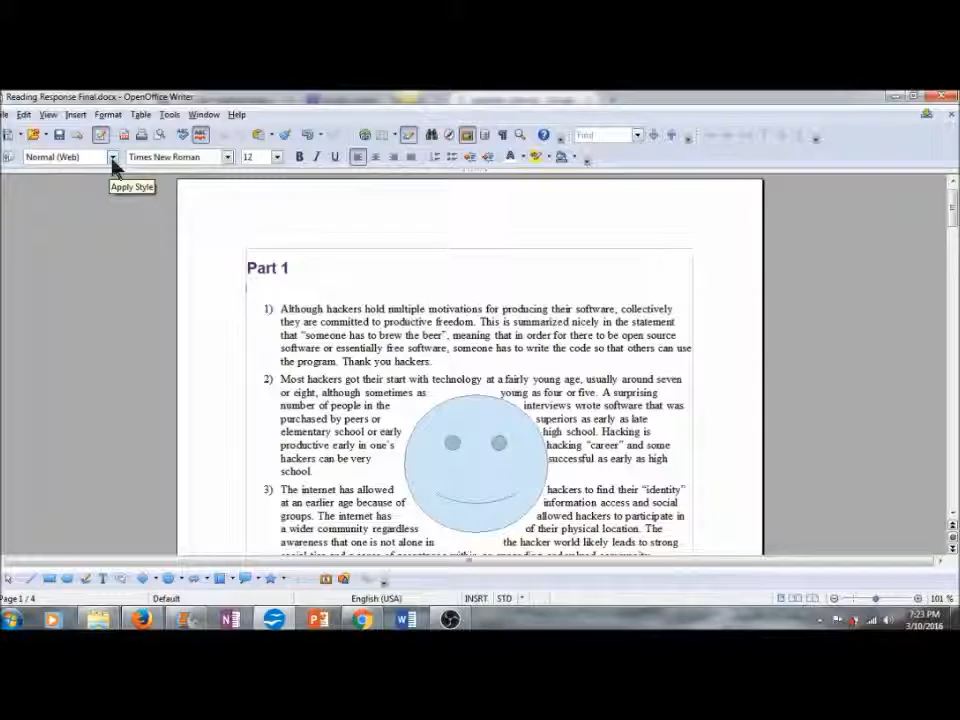 Reading Response Final.docx - OpenOffice Writer
Edit View Insert Format Table Tools Window Help
Find
Normal (Web) Times New Roman 12 B I U
Apply Style
Part 1
1) Although hackers hold multiple motivations for producing their software, collectively
they are committed to productive freedom. This is summarized nicely in the statement
that “someone has to brew the beer”, meaning that in order for there to be open source
software or essentially free software, someone has to write the code so that others can use
the program. Thank you hackers.
2) Most hackers got their start with technology at a fairly young age, usually around seven
or eight, although sometimes as young as four or five. A surprising
number of people in the interviews wrote software that was
purchased by peers or superiors as early as late
elementary school or early high school. Hacking is
productive early in one’s hacking “career” and some
hackers can be very successful as early as high
school.
3) The internet has allowed hackers to find their “identity”
at an earlier age because of information access and social
groups. The internet has allowed hackers to participate in
a wider community regardless of their physical location. The
awareness that one is not alone in the hacker world likely leads to strong
Page 1 / 4 Default English (USA) INSRT STD * 101 %
7:23 PM
3/10/2016